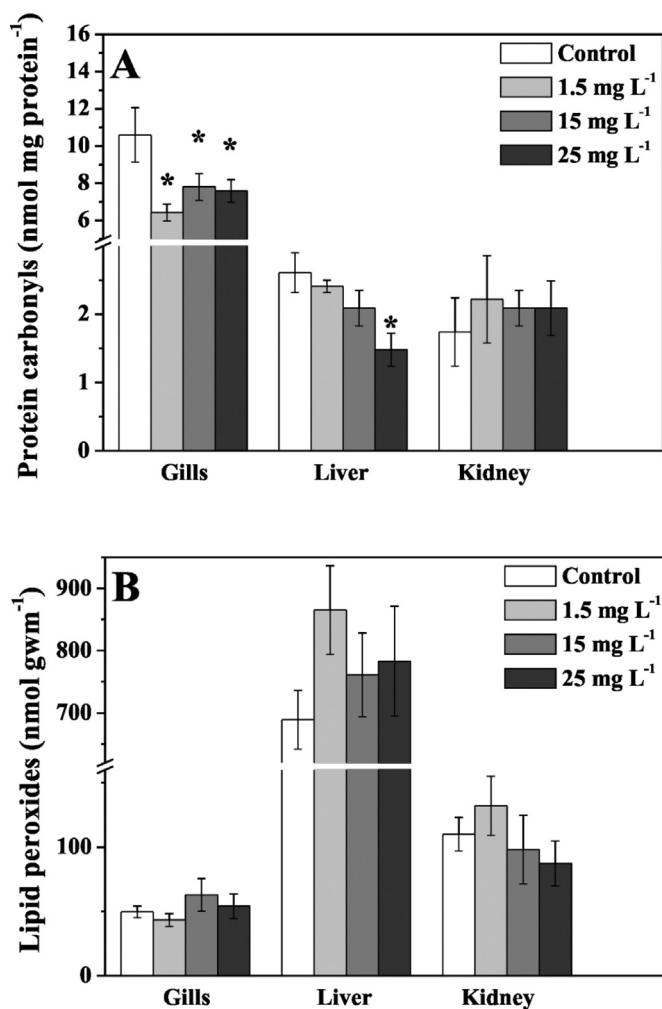 A
Control
1.5 mg L⁻¹
15 mg L⁻¹
25 mg L⁻¹
Protein carbonyls (nmol mg protein⁻¹)
16
14
12
10
8
6
2
0
* * *
*
Gills Liver Kidney
B
Control
1.5 mg L⁻¹
15 mg L⁻¹
25 mg L⁻¹
Lipid peroxides (nmol gwm⁻¹)
900
800
700
100
0
Gills Liver Kidney